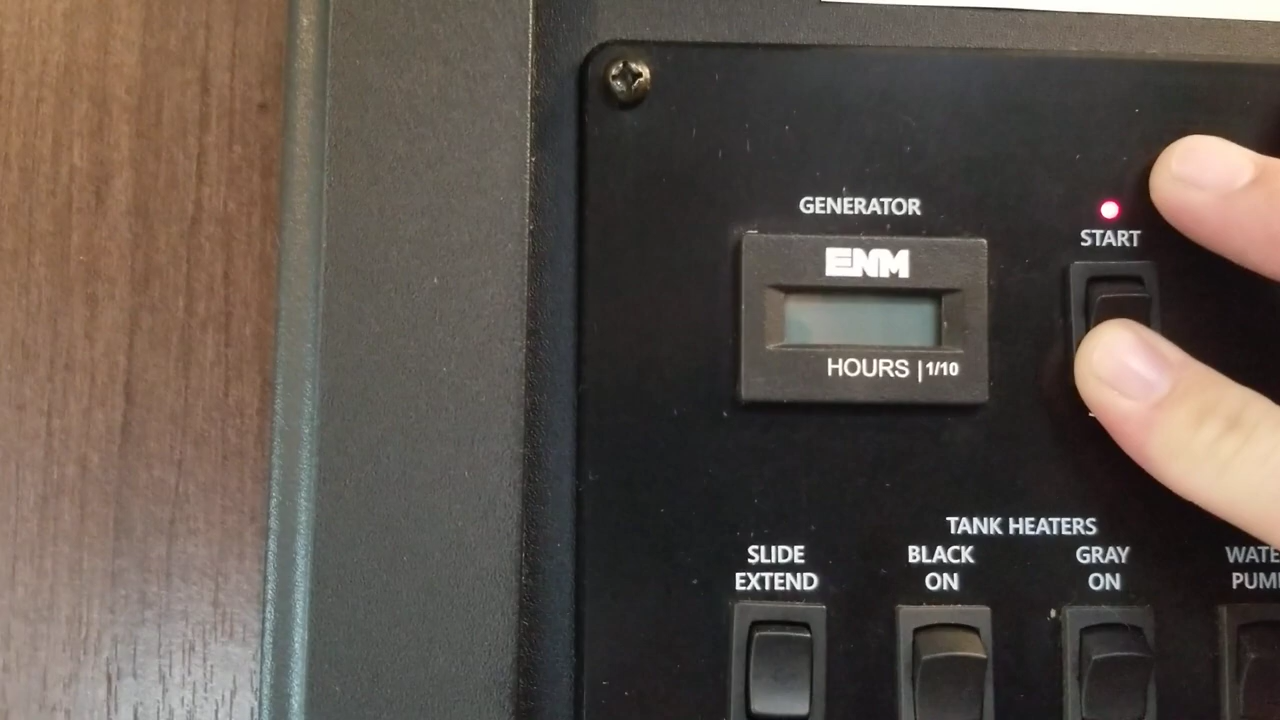 GENERATOR
ENM
HOURS | 1/10
START
TANK HEATERS
SLIDE
EXTEND
BLACK
ON
GRAY
ON